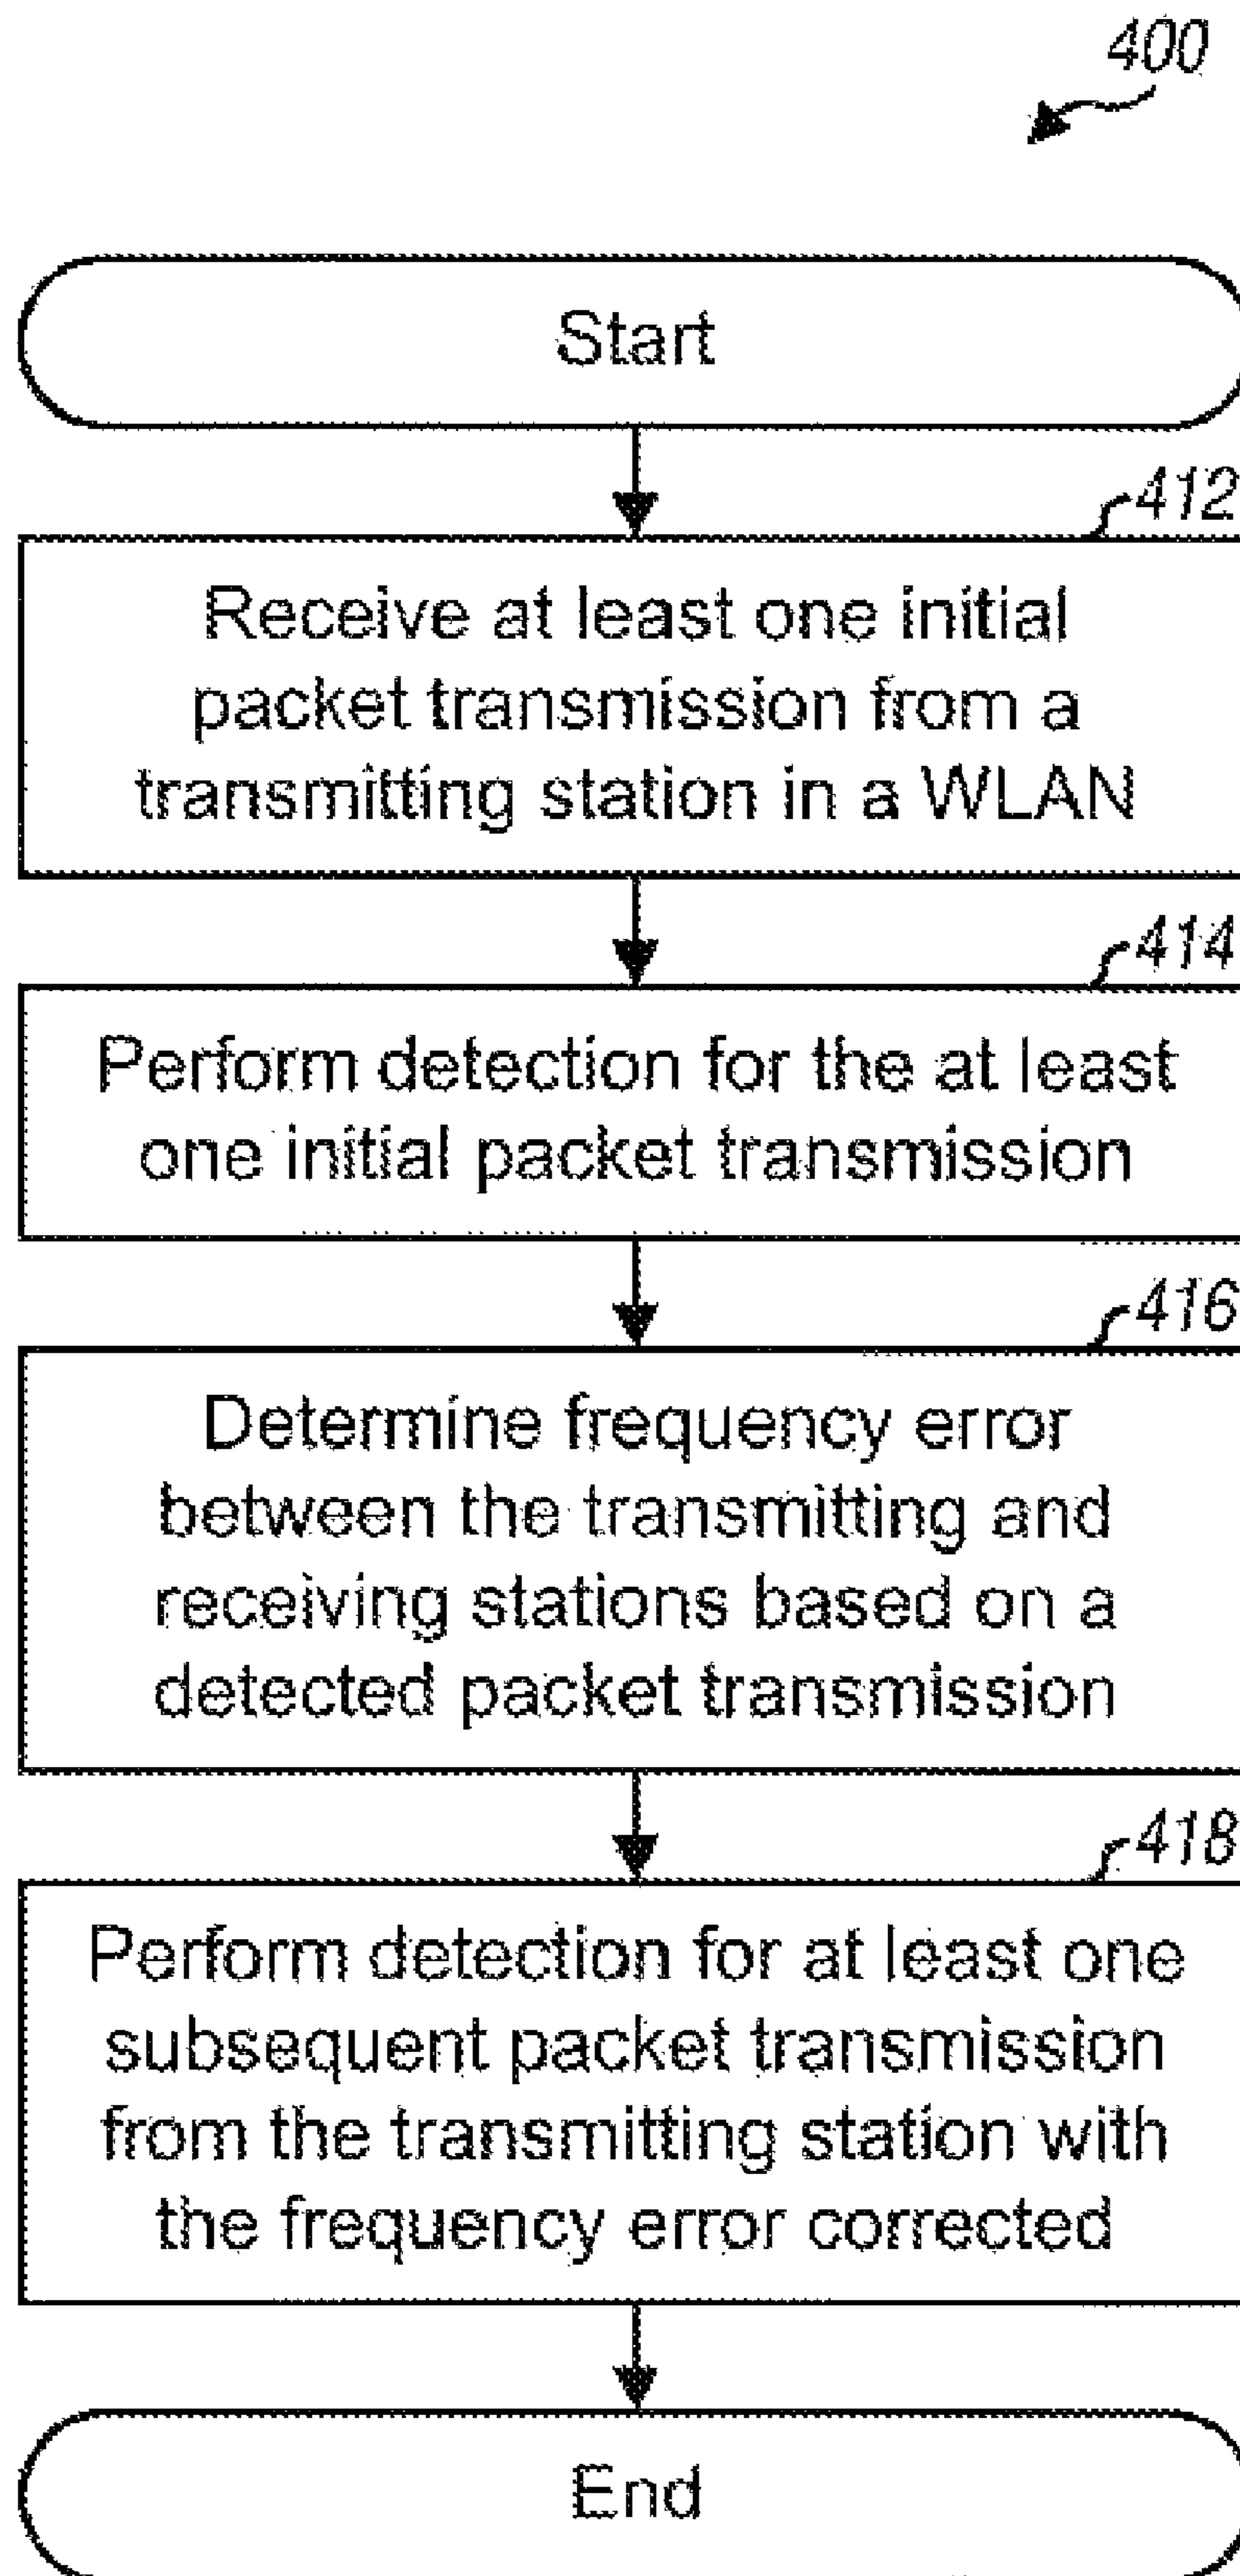 400
Start
412
Receive at least one initial
packet transmission from a
transmitting station in a WLAN
414
Perform detection for the at least
one initial packet transmission
416
Determine frequency error
between the transmitting and
receiving stations based on a
detected packet transmission
418
Perform detection for at least one
subsequent packet transmission
from the transmitting station with
the frequency error corrected
End